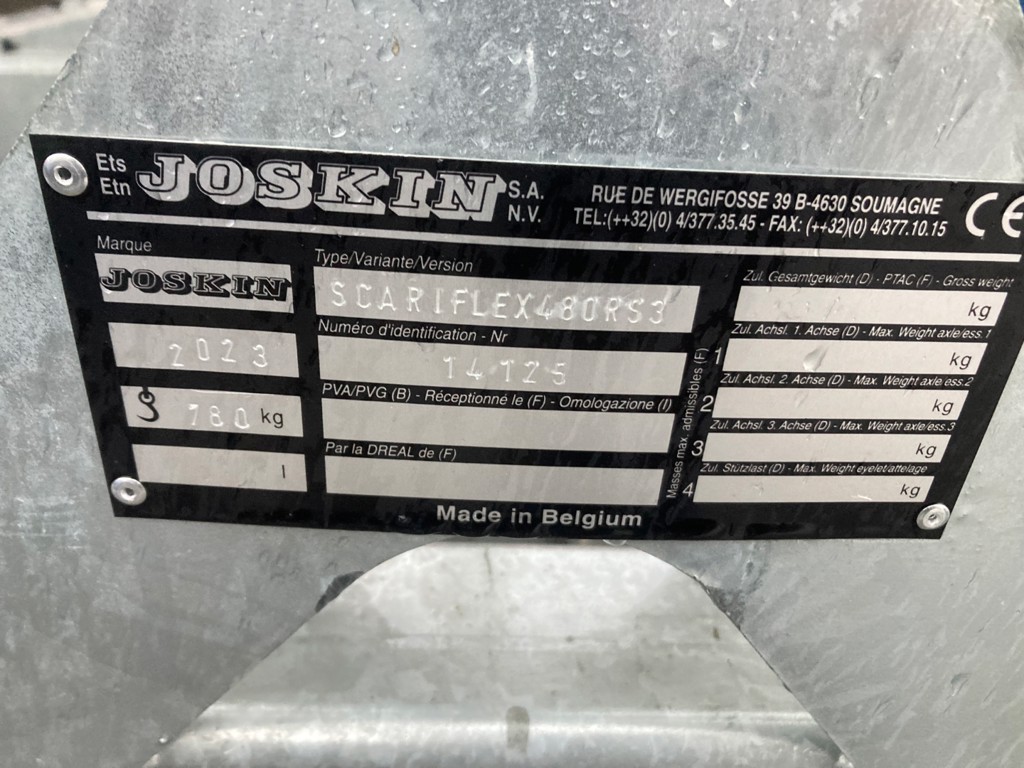 Ets
Etn
JOSKIN
S.A.
N.V.
RUE DE WERGIFOSSE 39 B-4630 SOUMAGNE
TEL:(++32)(0) 4/377.35.45 - FAX: (++32)(0) 4/377.10.15
CE
Marque
JOSKIN
2023
780 kg
l
Type/Variante/Version
SCARIFLEX480RS3
Numéro d'identification - Nr
14125
PVA/PVG (B) - Réceptionné le (F) - Omologazione (I)
Par la DREAL de (F)
Masses max. admissibles (F)
Zul. Gesamtgewicht (D) - PTAC (F) - Gross weight
kg
Zul. Achsl. 1. Achse (D) - Max. Weight axle/ess.1
1 kg
Zul. Achsl. 2. Achse (D) - Max. Weight axle/ess.2
2 kg
Zul. Achsl. 3. Achse (D) - Max. Weight axle/ess.3
3 kg
Zul. Stützlast (D) - Max. Weight eyelet/attelage
4 kg
Made in Belgium